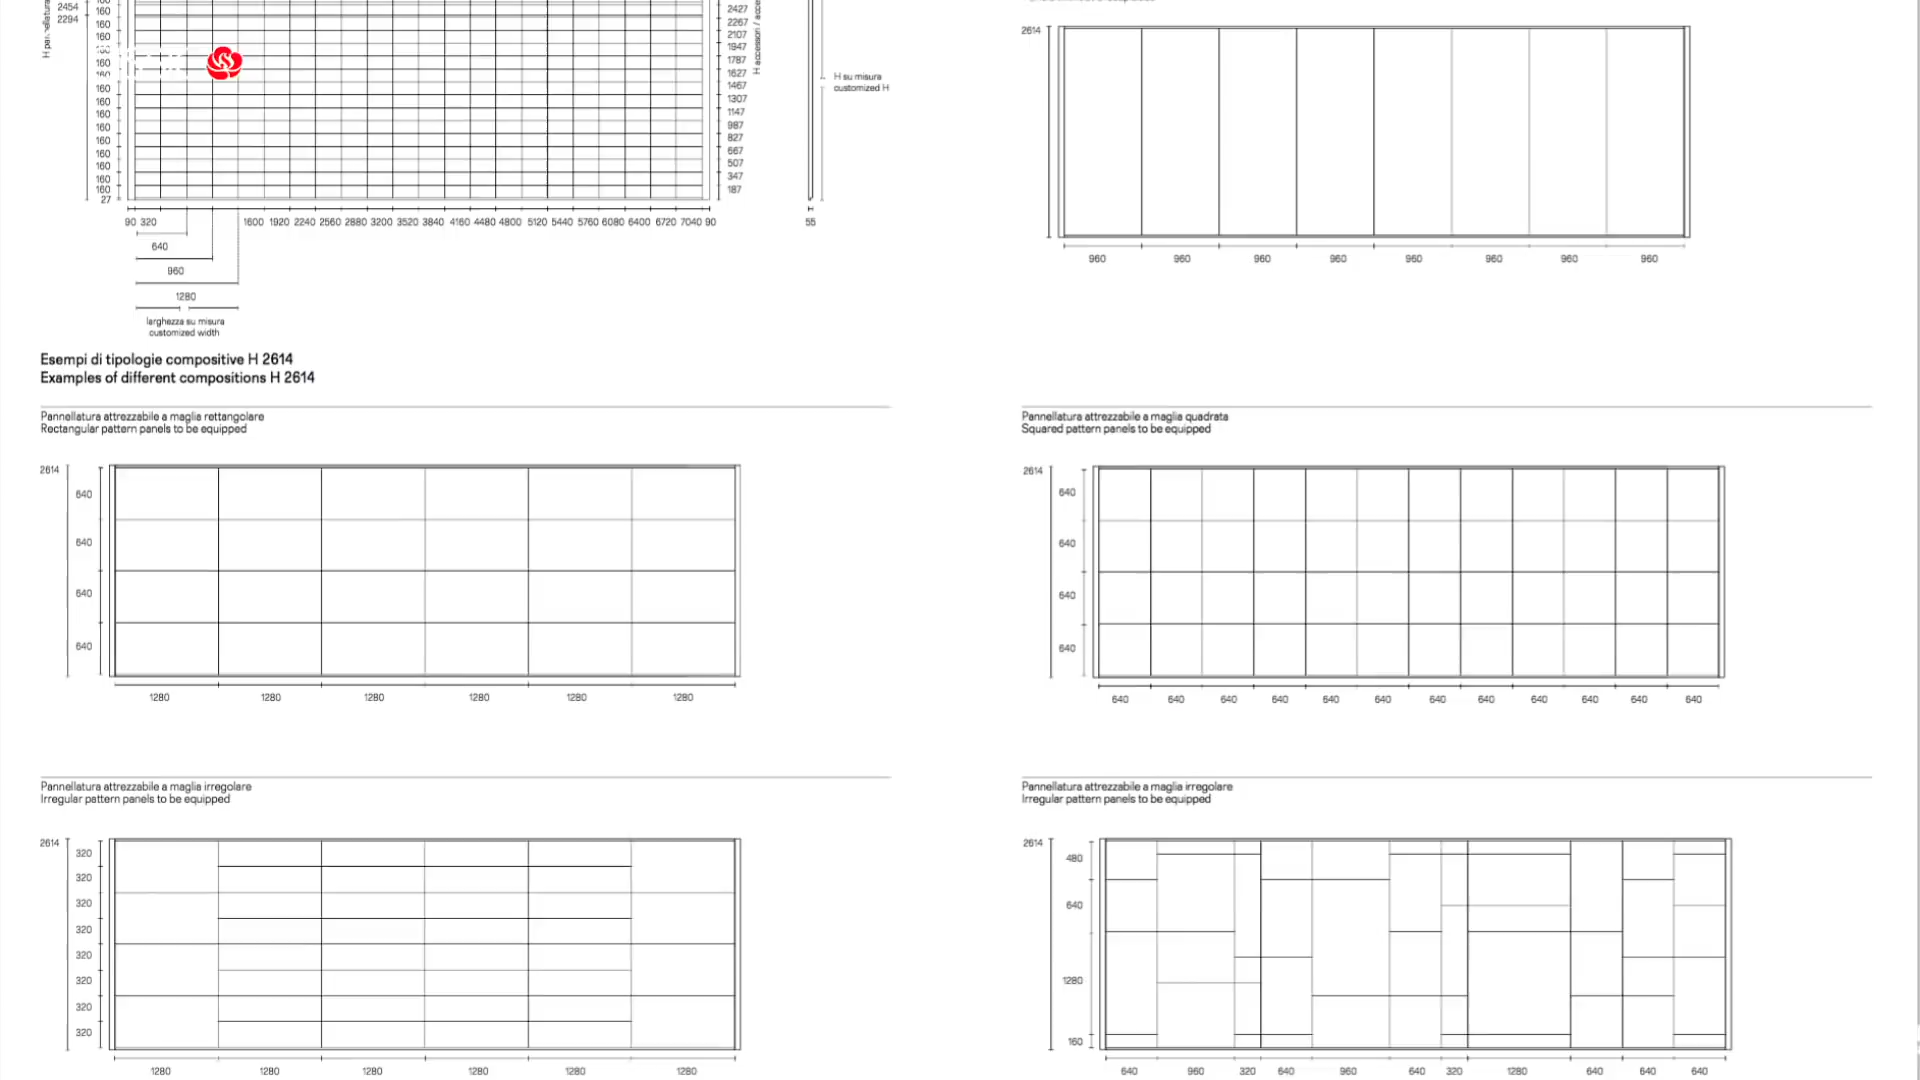 2454
2294
H pannellatura
160
160
160
160
160
160
160
160
160
160
160
160
160
160
27
2427
2267
2107
1947
1787
1627
1467
1307
1147
987
827
667
507
347
187
H accessori /
H su misura
customized H
90 320 1600 1920 2240 2560 2880 3200 3520 3840 4160 4480 4800 5120 5440 5760 6080 6400 6720 7040 90
55
640
960
1280
larghezza su misura
customized width
2614
960 960 960 960 960 960 960 960
Esempi di tipologie compositive H 2614
Examples of different compositions H 2614
Pannellatura attrezzabile a maglia rettangolare
Rectangular pattern panels to be equipped
2614
640
640
640
640
1280 1280 1280 1280 1280 1280
Pannellatura attrezzabile a maglia quadrata
Squared pattern panels to be equipped
2614
640
640
640
640
640 640 640 640 640 640 640 640 640 640 640 640
Pannellatura attrezzabile a maglia irregolare
Irregular pattern panels to be equipped
2614
320
320
320
320
320
320
320
320
1280 1280 1280 1280 1280 1280
Pannellatura attrezzabile a maglia irregolare
Irregular pattern panels to be equipped
2614
480
640
1280
160
640 960 320 640 960 640 320 1280 640 640 640